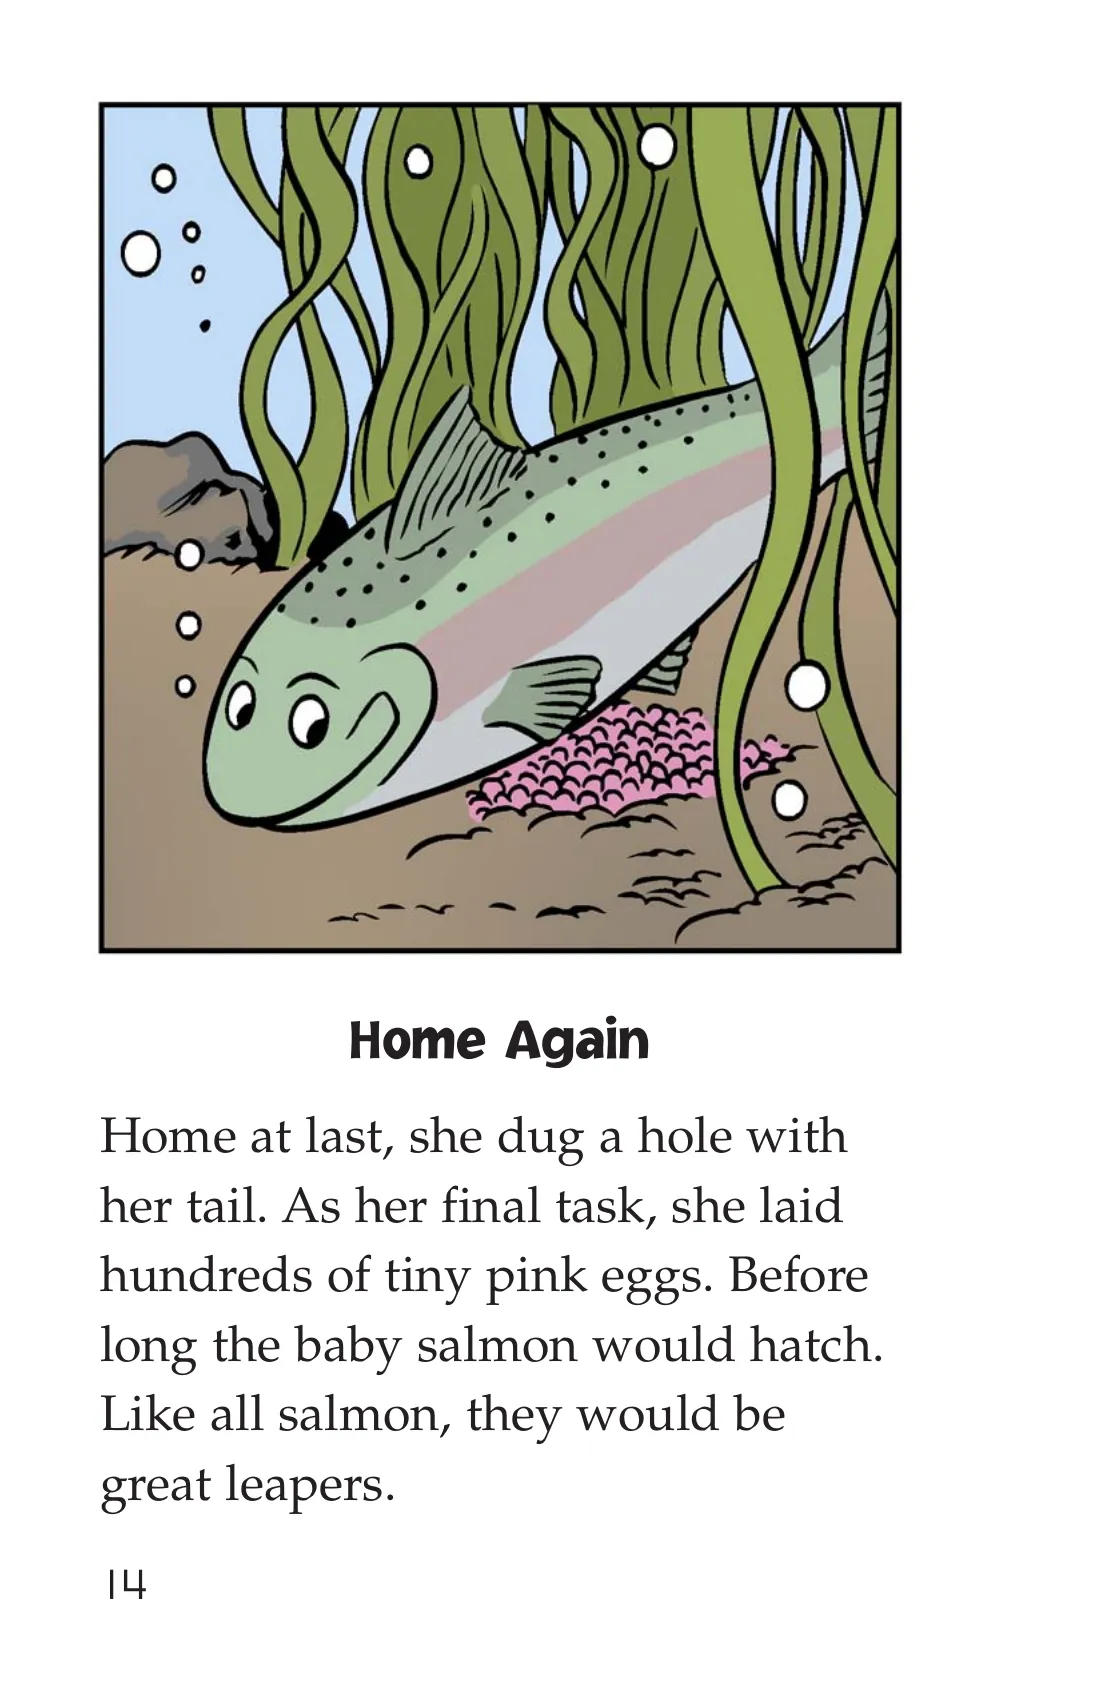 Home Again
Home at last, she dug a hole with
her tail. As her final task, she laid
hundreds of tiny pink eggs. Before
long the baby salmon would hatch.
Like all salmon, they would be
great leapers.
14